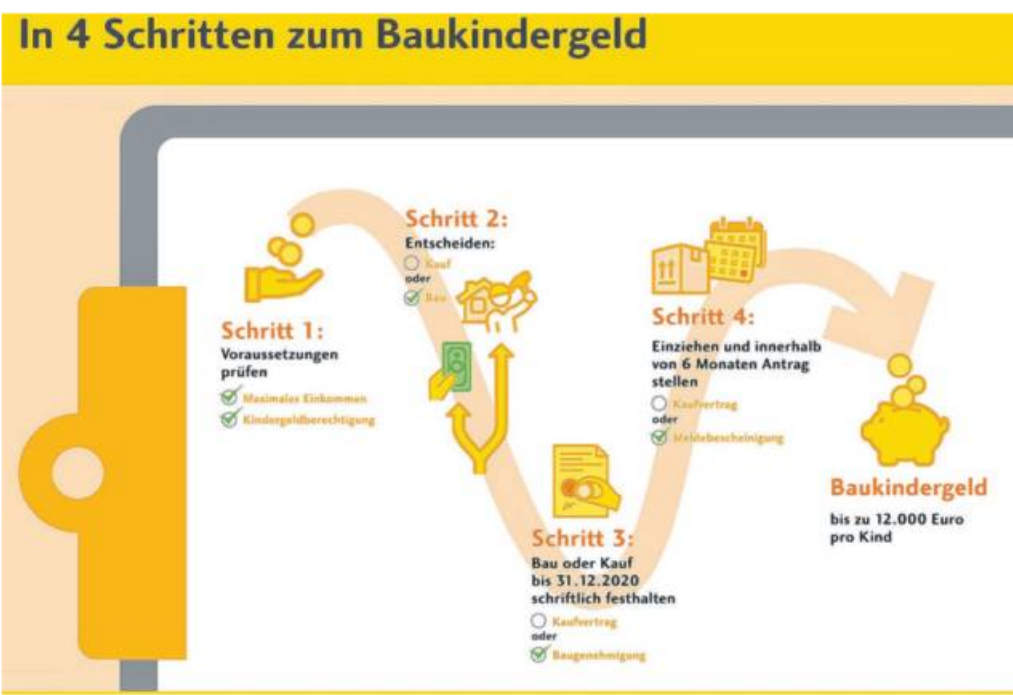 In 4 Schritten zum Baukindergeld
Schritt 1:
Voraussetzungen
prüfen
Maximales Einkommen
Kindergeldberechtigung
Schritt 2:
Entscheiden:
Kauf
oder
Bau
Schritt 3:
Bau oder Kauf
bis 31.12.2020
schriftlich festhalten
Kaufvertrag
oder
Baugenehmigung
Schritt 4:
Einziehen und innerhalb
von 6 Monaten Antrag
stellen
Kaufvertrag
oder
Meldebescheinigung
Baukindergeld
bis zu 12.000 Euro
pro Kind